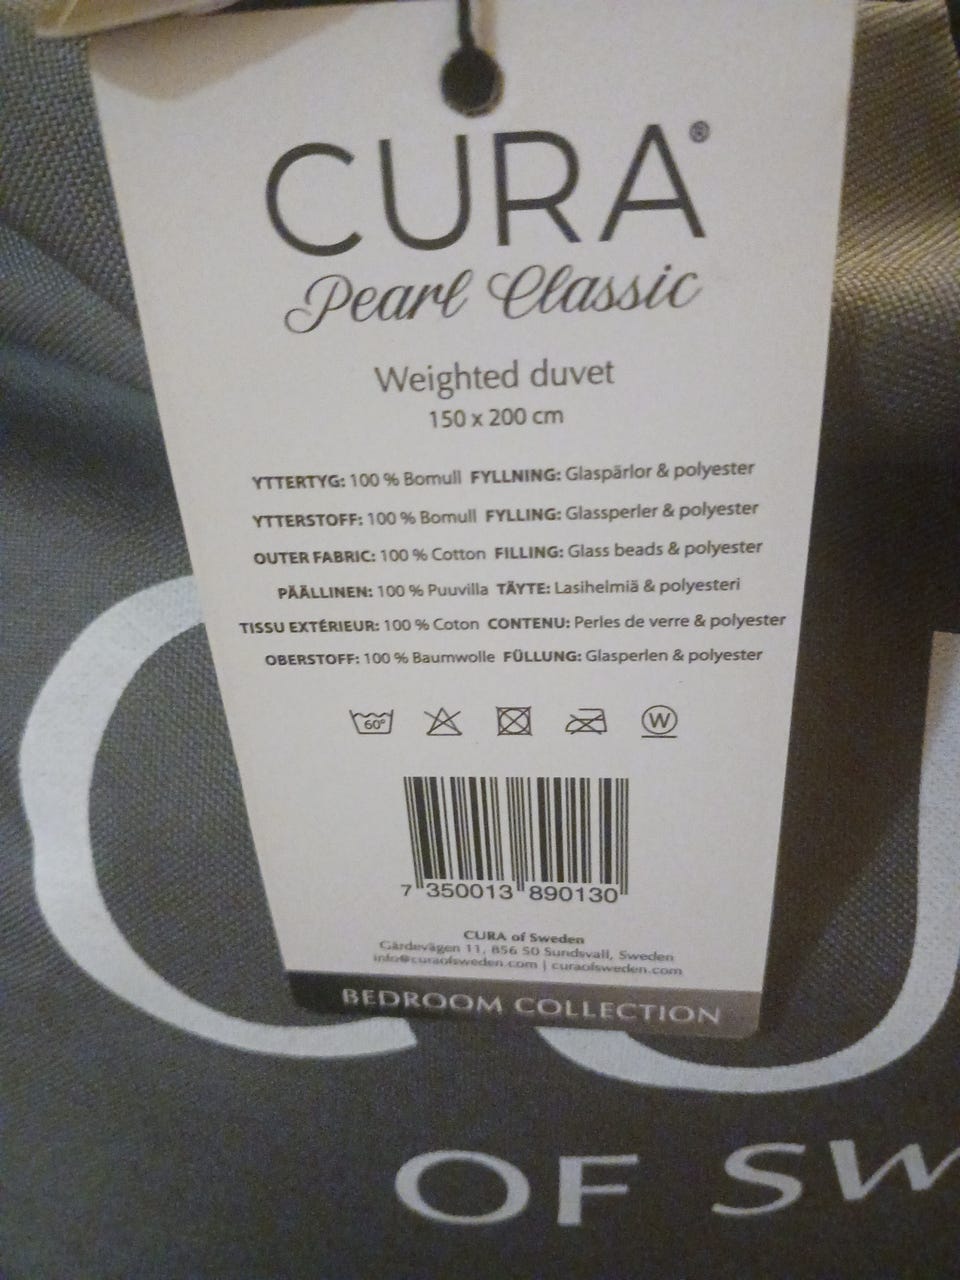 CURA®
Pearl Classic
Weighted duvet
150 x 200 cm
YTTERTYG: 100 % Bomull FYLLNING: Glaspärlor & polyester
YTTERSTOFF: 100 % Bomull FYLLING: Glassperler & polyester
OUTER FABRIC: 100 % Cotton FILLING: Glass beads & polyester
PÄÄLLINEN: 100 % Puuvilla TÄYTE: Lasihelmiä & polyesteri
TISSU EXTÉRIEUR: 100 % Coton CONTENU: Perles de verre & polyester
OBERSTOFF: 100 % Baumwolle FÜLLUNG: Glasperlen & polyester
60° W
7 350013 890130
CURA of Sweden
Gärdevägen 11, 856 50 Sundsvall, Sweden
info@curaofsweden.com | curaofsweden.com
BEDROOM COLLECTION
CU
OF SW